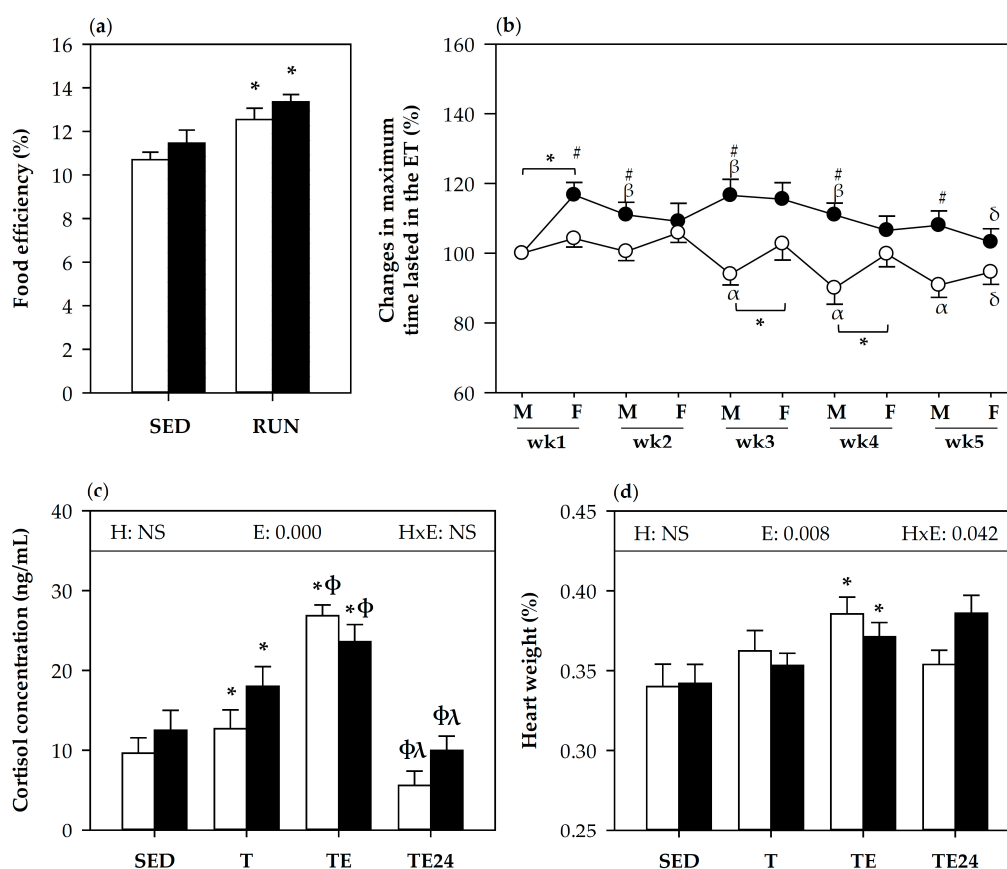 (a)
Food efficiency (%)
16
14
12
10
8
6
4
2
0
* *
SED RUN
(b)
Changes in maximum
time lasted in the ET (%)
160
140
120
100
80
60
* # # β # β # β # δ
α * α * α δ
M F M F M F M F M F
wk1 wk2 wk3 wk4 wk5
(c)
Cortisol concentration (ng/mL)
40
30
20
10
0
H: NS E: 0.000 HxE: NS
* * *Φ *Φ Φλ Φλ
SED T TE TE24
(d)
Heart weight (%)
0.45
0.40
0.35
0.30
0.25
H: NS E: 0.008 HxE: 0.042
* *
SED T TE TE24